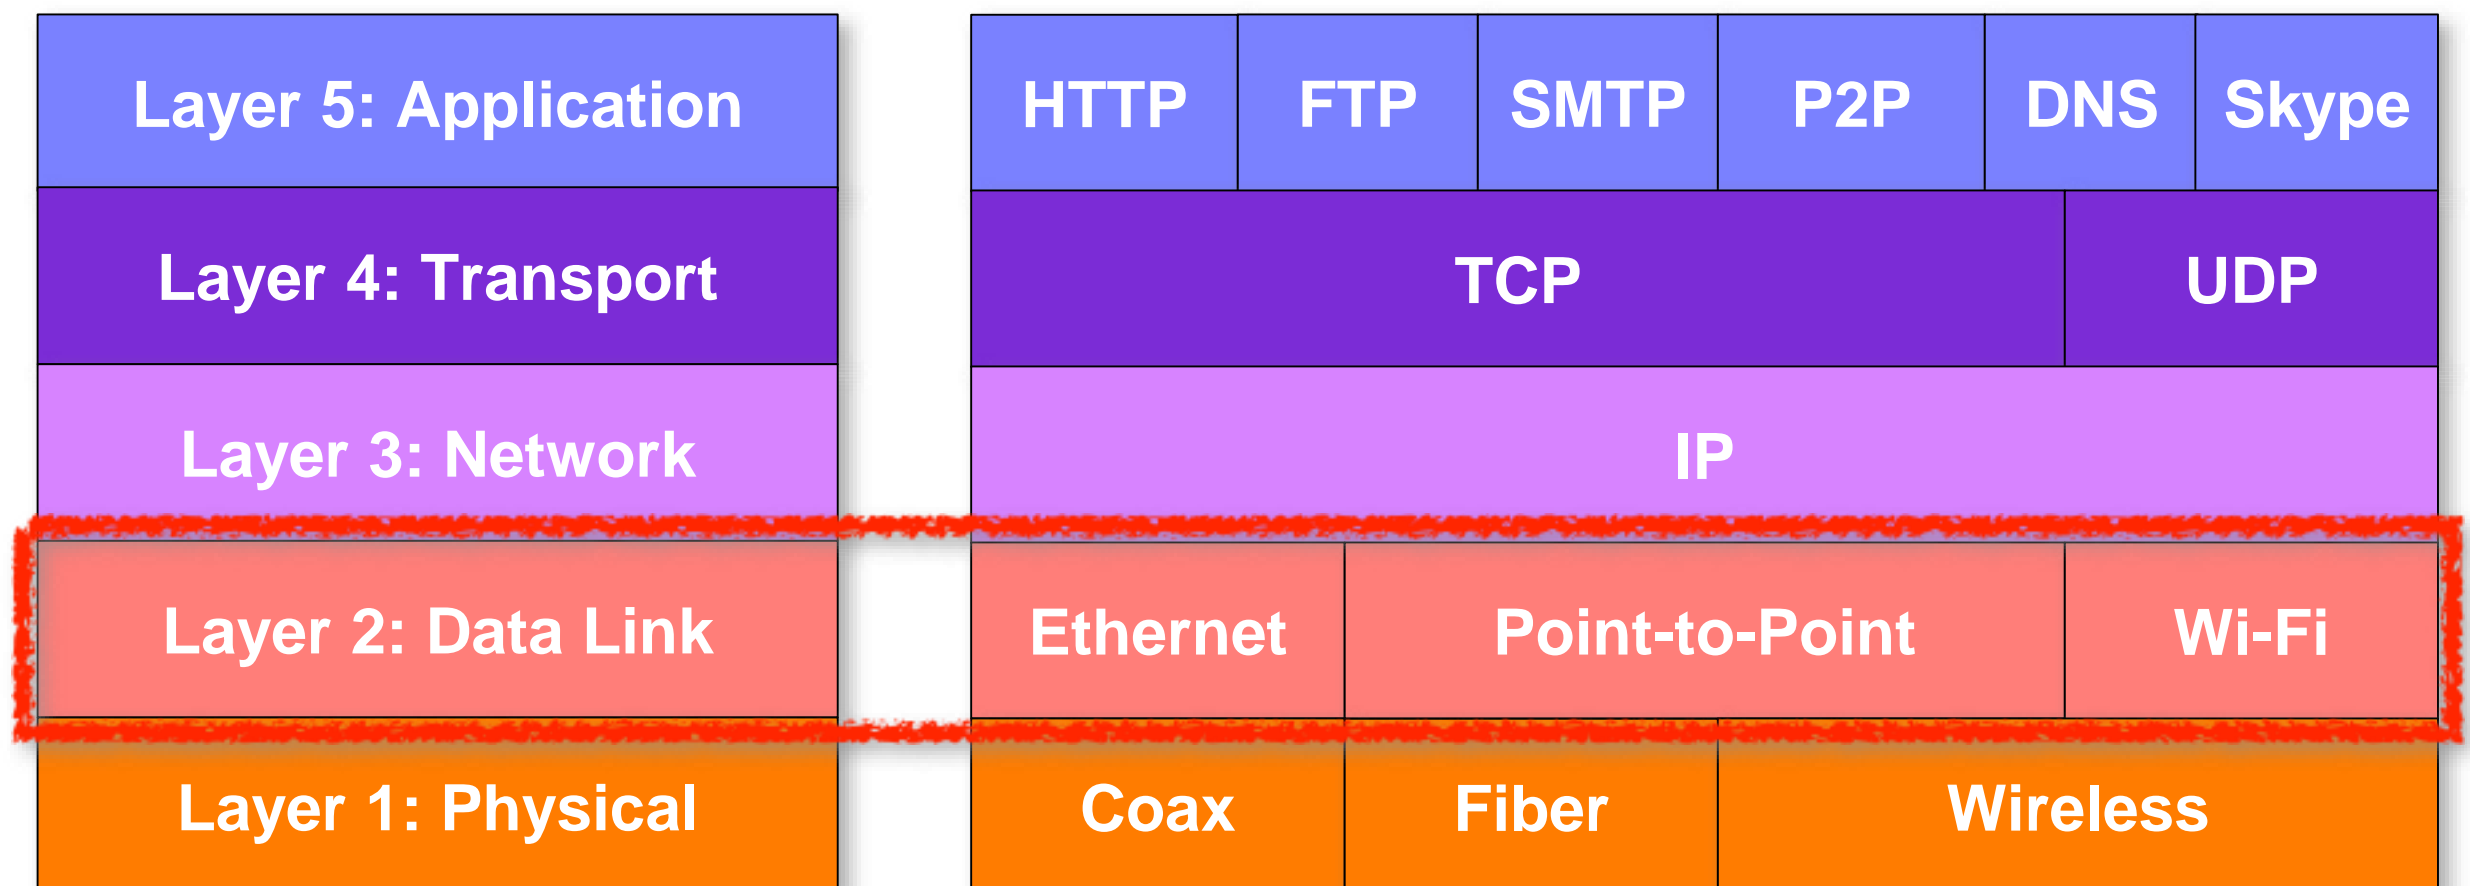 Layer 5: Application
HTTP FTP SMTP P2P DNS Skype
Layer 4: Transport
TCP UDP
Layer 3: Network
IP
Layer 2: Data Link
Ethernet Point-to-Point Wi-Fi
Layer 1: Physical
Coax Fiber Wireless